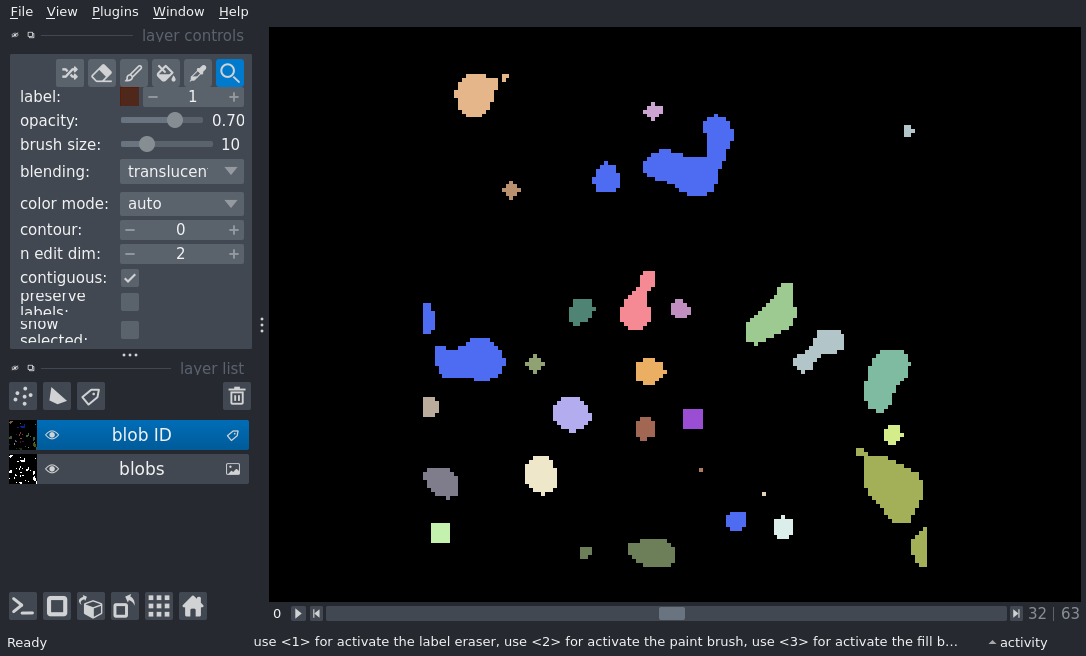 File View Plugins Window Help
layer controls
label: 1
opacity: 0.70
brush size: 10
blending: translucen
color mode: auto
contour: 0
n edit dim: 2
contiguous:
preserve
labels:
show
selected:
layer list
blob ID
blobs
0 32 63
Ready use <1> for activate the label eraser, use <2> for activate the paint brush, use <3> for activate the fill b... activity